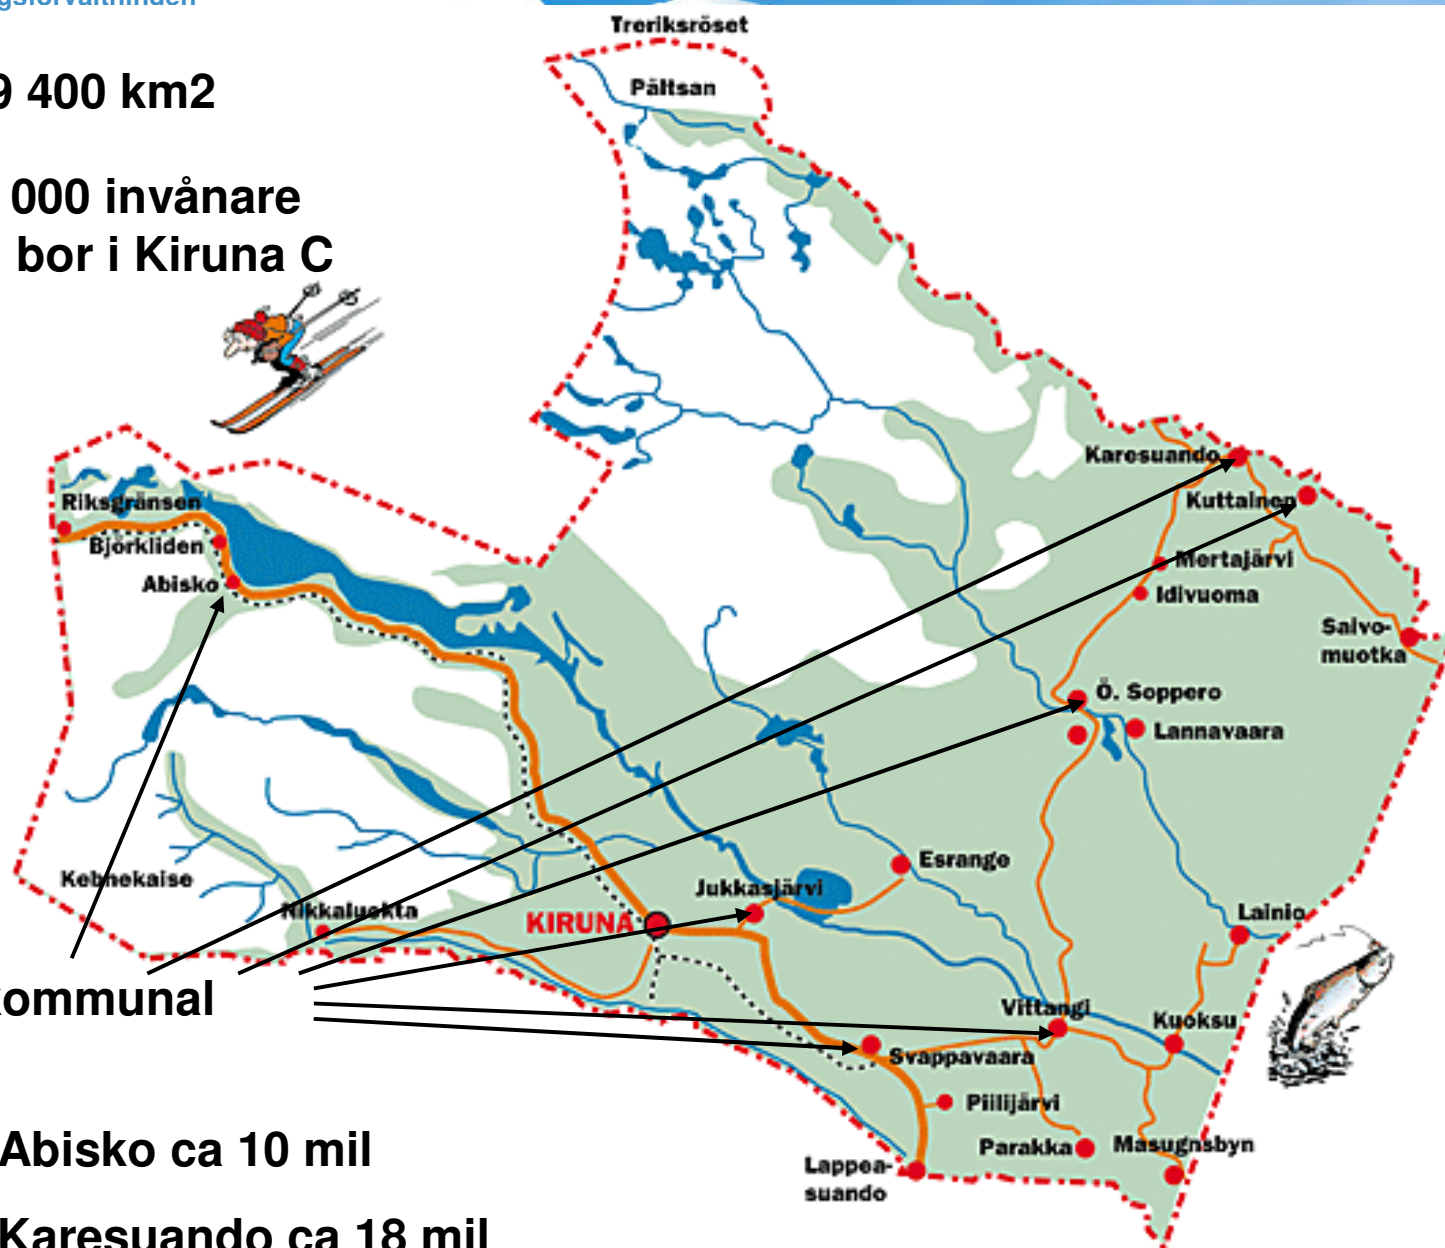 gsförvaltninden
9 400 km2
000 invånare
bor i Kiruna C
Treriksröset
Pältsan
Karesuando
Kuttainen
Mertajärvi
Idivuoma
Saivo-
muotka
Ö. Soppero
Lannavaara
Riksgränsen
Björkliden
Abisko
Kebnekaise
Nikkaluokta
KIRUNA
Jukkasjärvi
Esrange
Lainio
Vittangi
Kuoksu
Svappavaara
Piilijärvi
Parakka
Masugnsbyn
Lappea-
suando
kommunal
Abisko ca 10 mil
Karesuando ca 18 mil